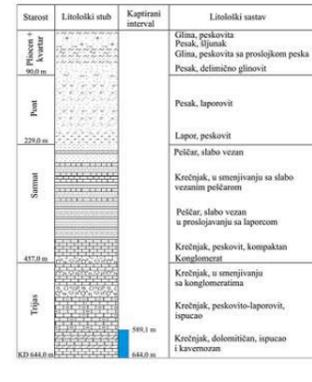 Starost
Litološki stub
Kaptirani
interval
Litološki sastav
Pliocen +
kvartar
90,0 m
Glina, peskovita
Pesak, šljunak
Glina, peskovita sa proslojkom peska
Pesak, delimično glinovit
Pont
229,0 m
Pesak, laporovit
Lapor, peskovit
Sarmat
457,0 m
Peščar, slabo vezan
Krečnjak, u smenjivanju sa slabo
vezanim peščarom
Peščar, slabo vezan
u proslojavanju sa laporcom
Krečnjak, peskovit, kompaktan
Konglomerat
Trijas
KD 644,0 m
589,1 m
644,0 m
Krečnjak, u smenjivanju
sa konglomeratima
Krečnjak, peskovito-laporovit,
ispucao
Krečnjak, dolomitičan, ispucao
i kavernozan